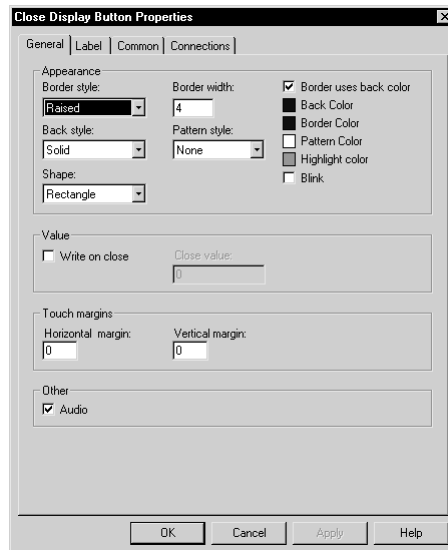 Close Display Button Properties
General Label Common Connections
Appearance
Border style: Border width: Border uses back color
Raised 4 Back Color
Back style: Pattern style: Border Color
Solid None Pattern Color
Highlight color
Shape: Blink
Rectangle
Value
Write on close Close value:
0
Touch margins
Horizontal margin: Vertical margin:
0 0
Other
Audio
OK Cancel Apply Help